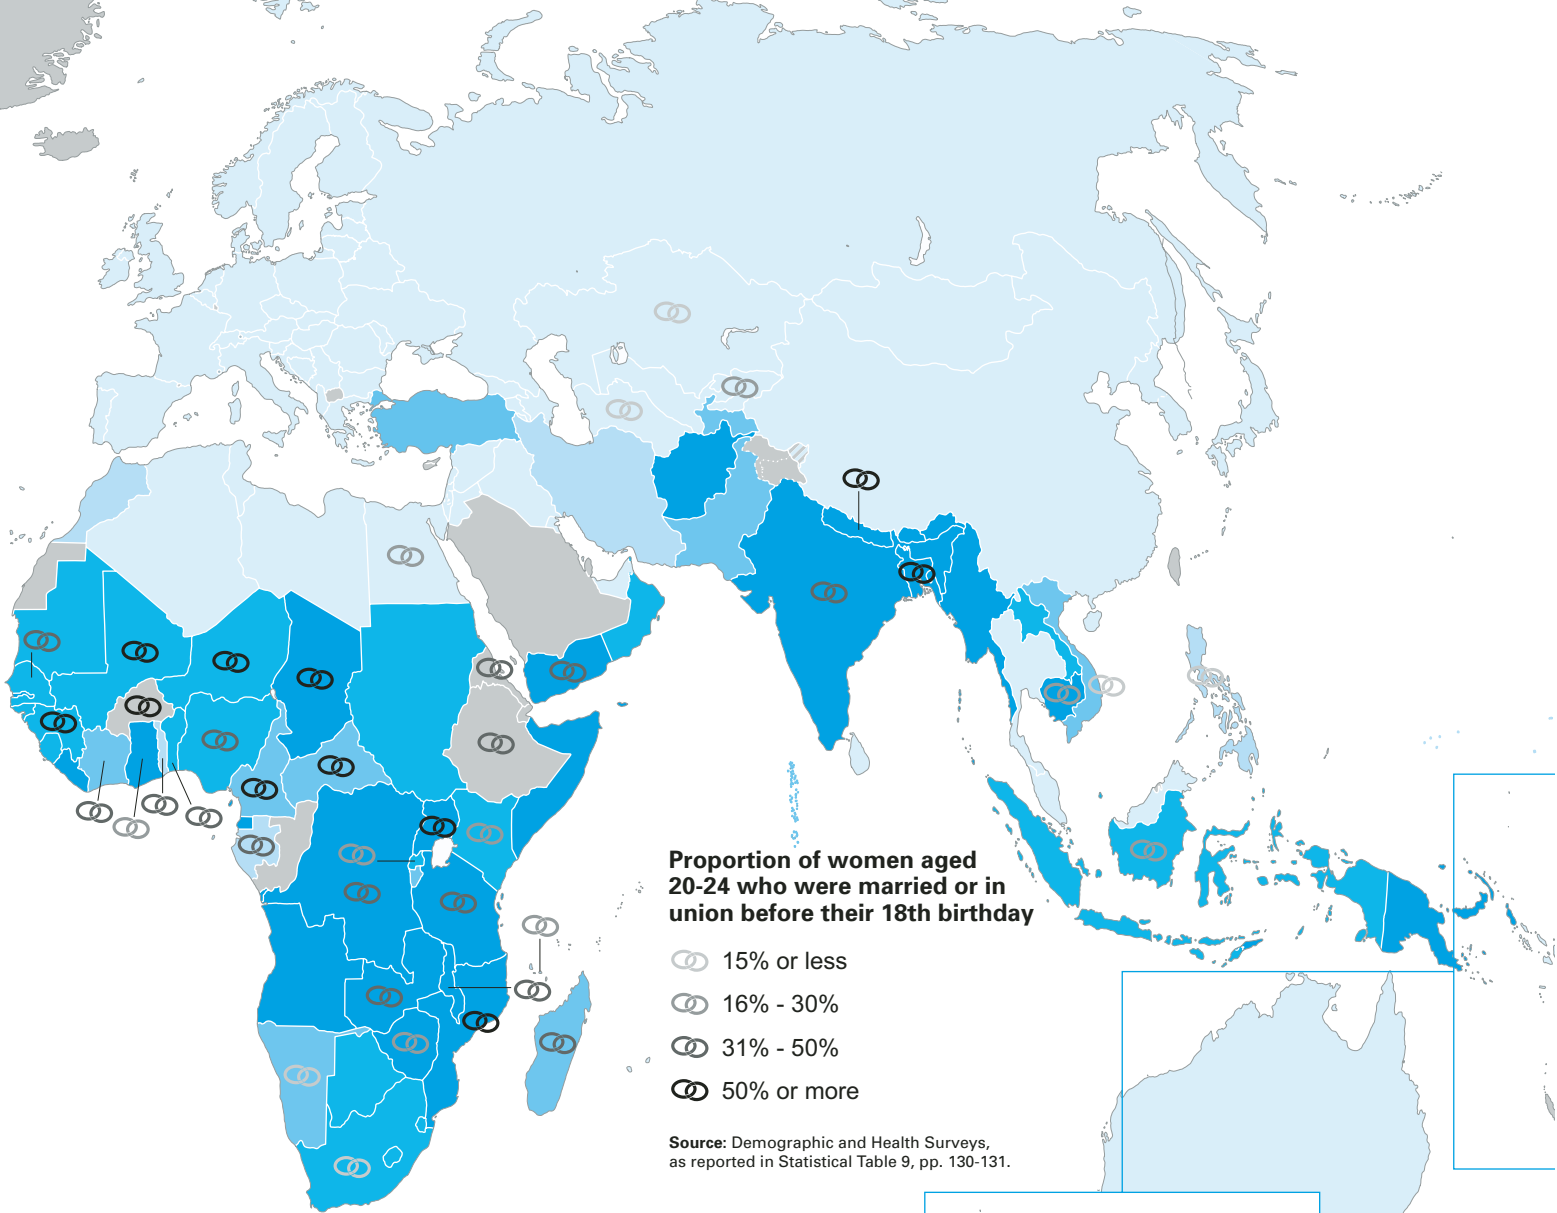 Proportion of women aged
20-24 who were married or in
union before their 18th birthday
15% or less
16% - 30%
31% - 50%
50% or more
Source: Demographic and Health Surveys,
as reported in Statistical Table 9, pp. 130-131.